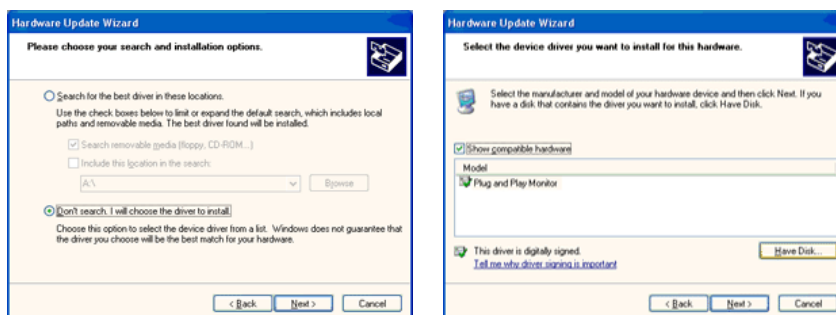 Hardware Update Wizard
Please choose your search and installation options.
Search for the best driver in these locations.
Use the check boxes below to limit or expand the default search, which includes local
paths and removable media. The best driver found will be installed.
Search removable media (floppy, CD-ROM...)
Include this location in the search:
A:\
Browse
Don't search. I will choose the driver to install.
Choose this option to select the device driver from a list. Windows does not guarantee that
the driver you choose will be the best match for your hardware.
< Back
Next >
Cancel
Hardware Update Wizard
Select the device driver you want to install for this hardware.
Select the manufacturer and model of your hardware device and then click Next. If you
have a disk that contains the driver you want to install, click Have Disk.
Show compatible hardware
Model
Plug and Play Monitor
This driver is digitally signed.
Tell me why driver signing is important
Have Disk...
< Back
Next >
Cancel